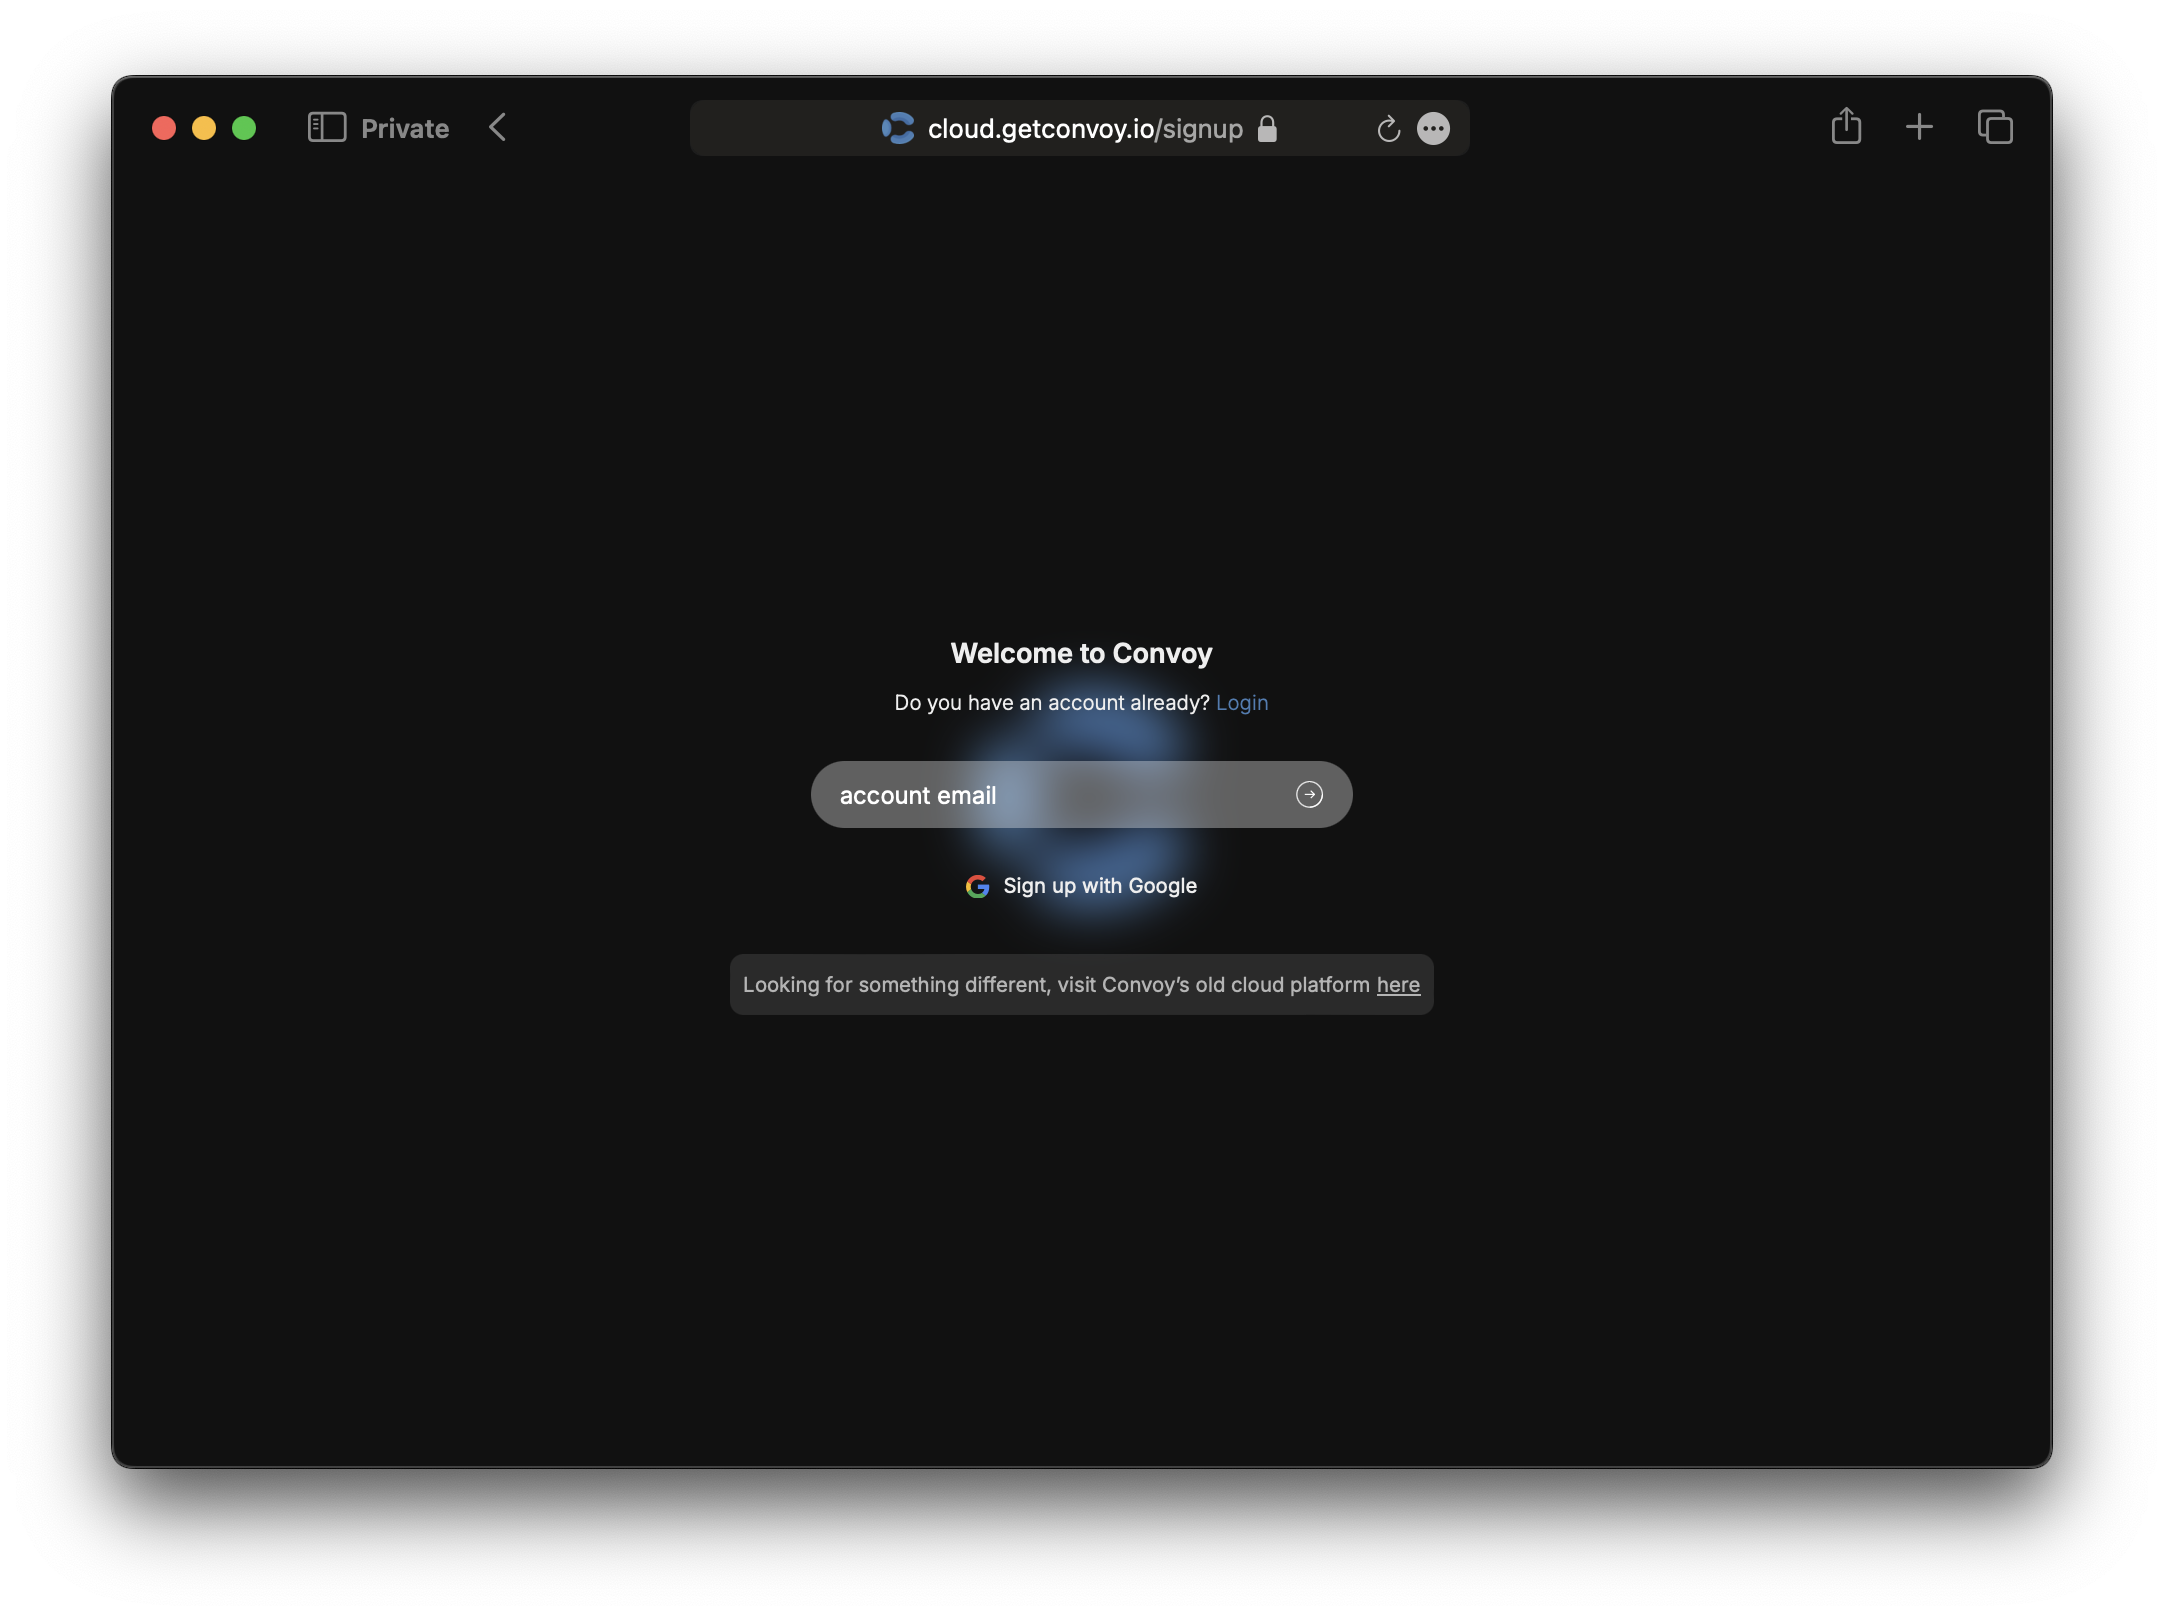 Private
cloud.getconvoy.io/signup
Welcome to Convoy
Do you have an account already? Login
account email
Sign up with Google
Looking for something different, visit Convoy’s old cloud platform here